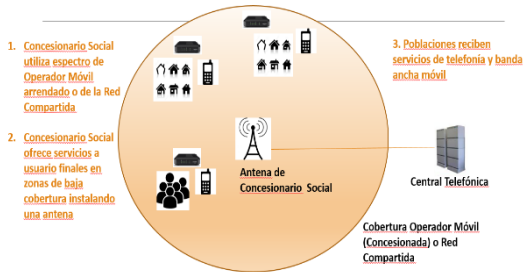 1. Concesionario Social
utiliza espectro de
Operador Móvil
arrendado o de la Red
Compartida
2. Concesionario Social
ofrece servicios a
usuario finales en
zonas de baja
cobertura instalando
una antena
3. Poblaciones reciben
servicios de telefonia y banda
ancha móvil
Antena de
Concesionario Social
Central Telefónica
Cobertura Operador Móvil
(Concesionada) o Red
Compartida